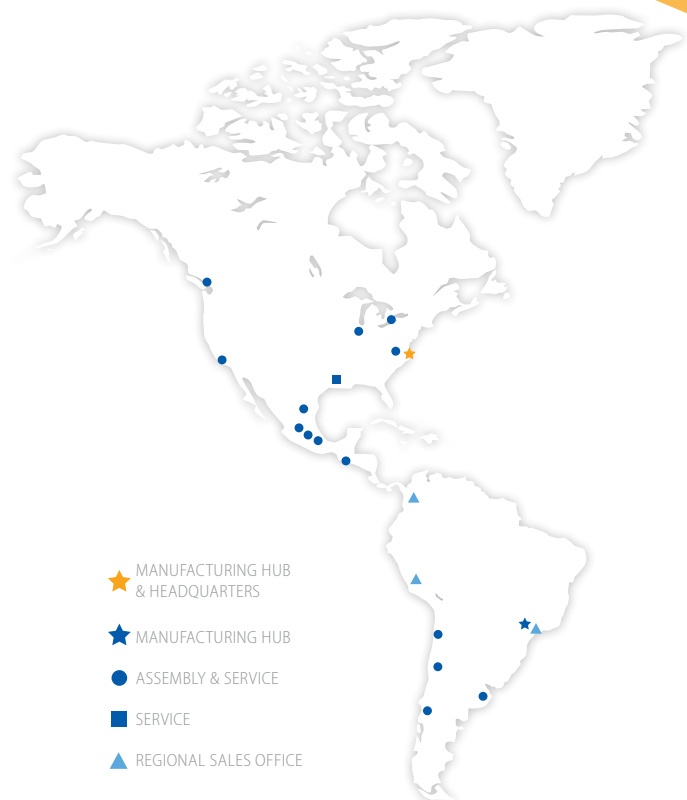 MANUFACTURING HUB
& HEADQUARTERS
MANUFACTURING HUB
ASSEMBLY & SERVICE
SERVICE
REGIONAL SALES OFFICE